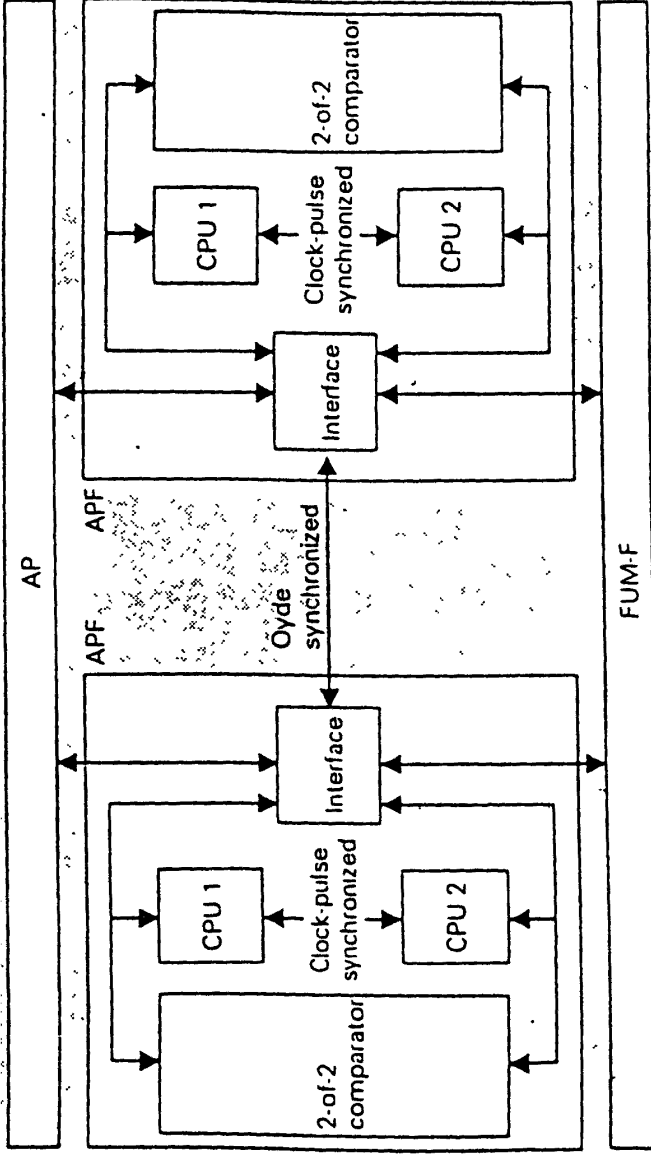 AP
APF
APF
2-of-2
comparator
CPU 1
Clock-pulse
synchronized
CPU 2
Interface
Oyde
synchronized
Interface
CPU 1
Clock-pulse
synchronized
CPU 2
2-of-2
comparator
FUM-F